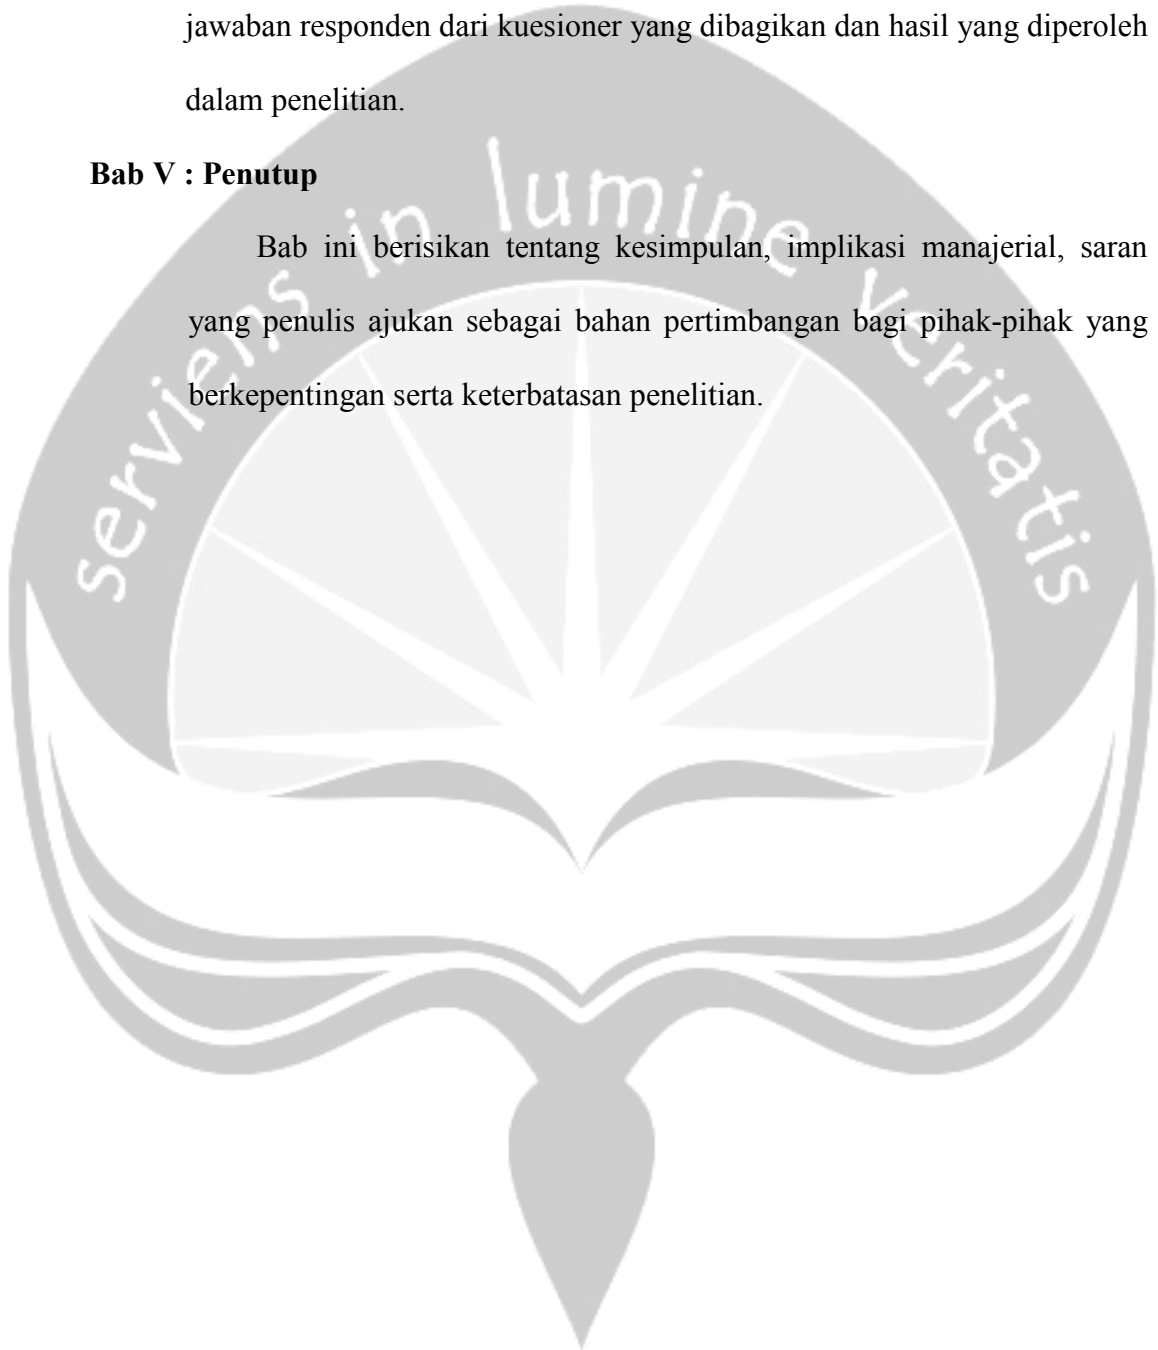 jawaban responden dari kuesioner yang dibagikan dan hasil yang diperoleh
dalam penelitian.
Bab V : Penutup
Bab ini berisikan tentang kesimpulan, implikasi manajerial, saran
yang penulis ajukan sebagai bahan pertimbangan bagi pihak-pihak yang
berkepentingan serta keterbatasan penelitian.
serviens in lumine veritatis